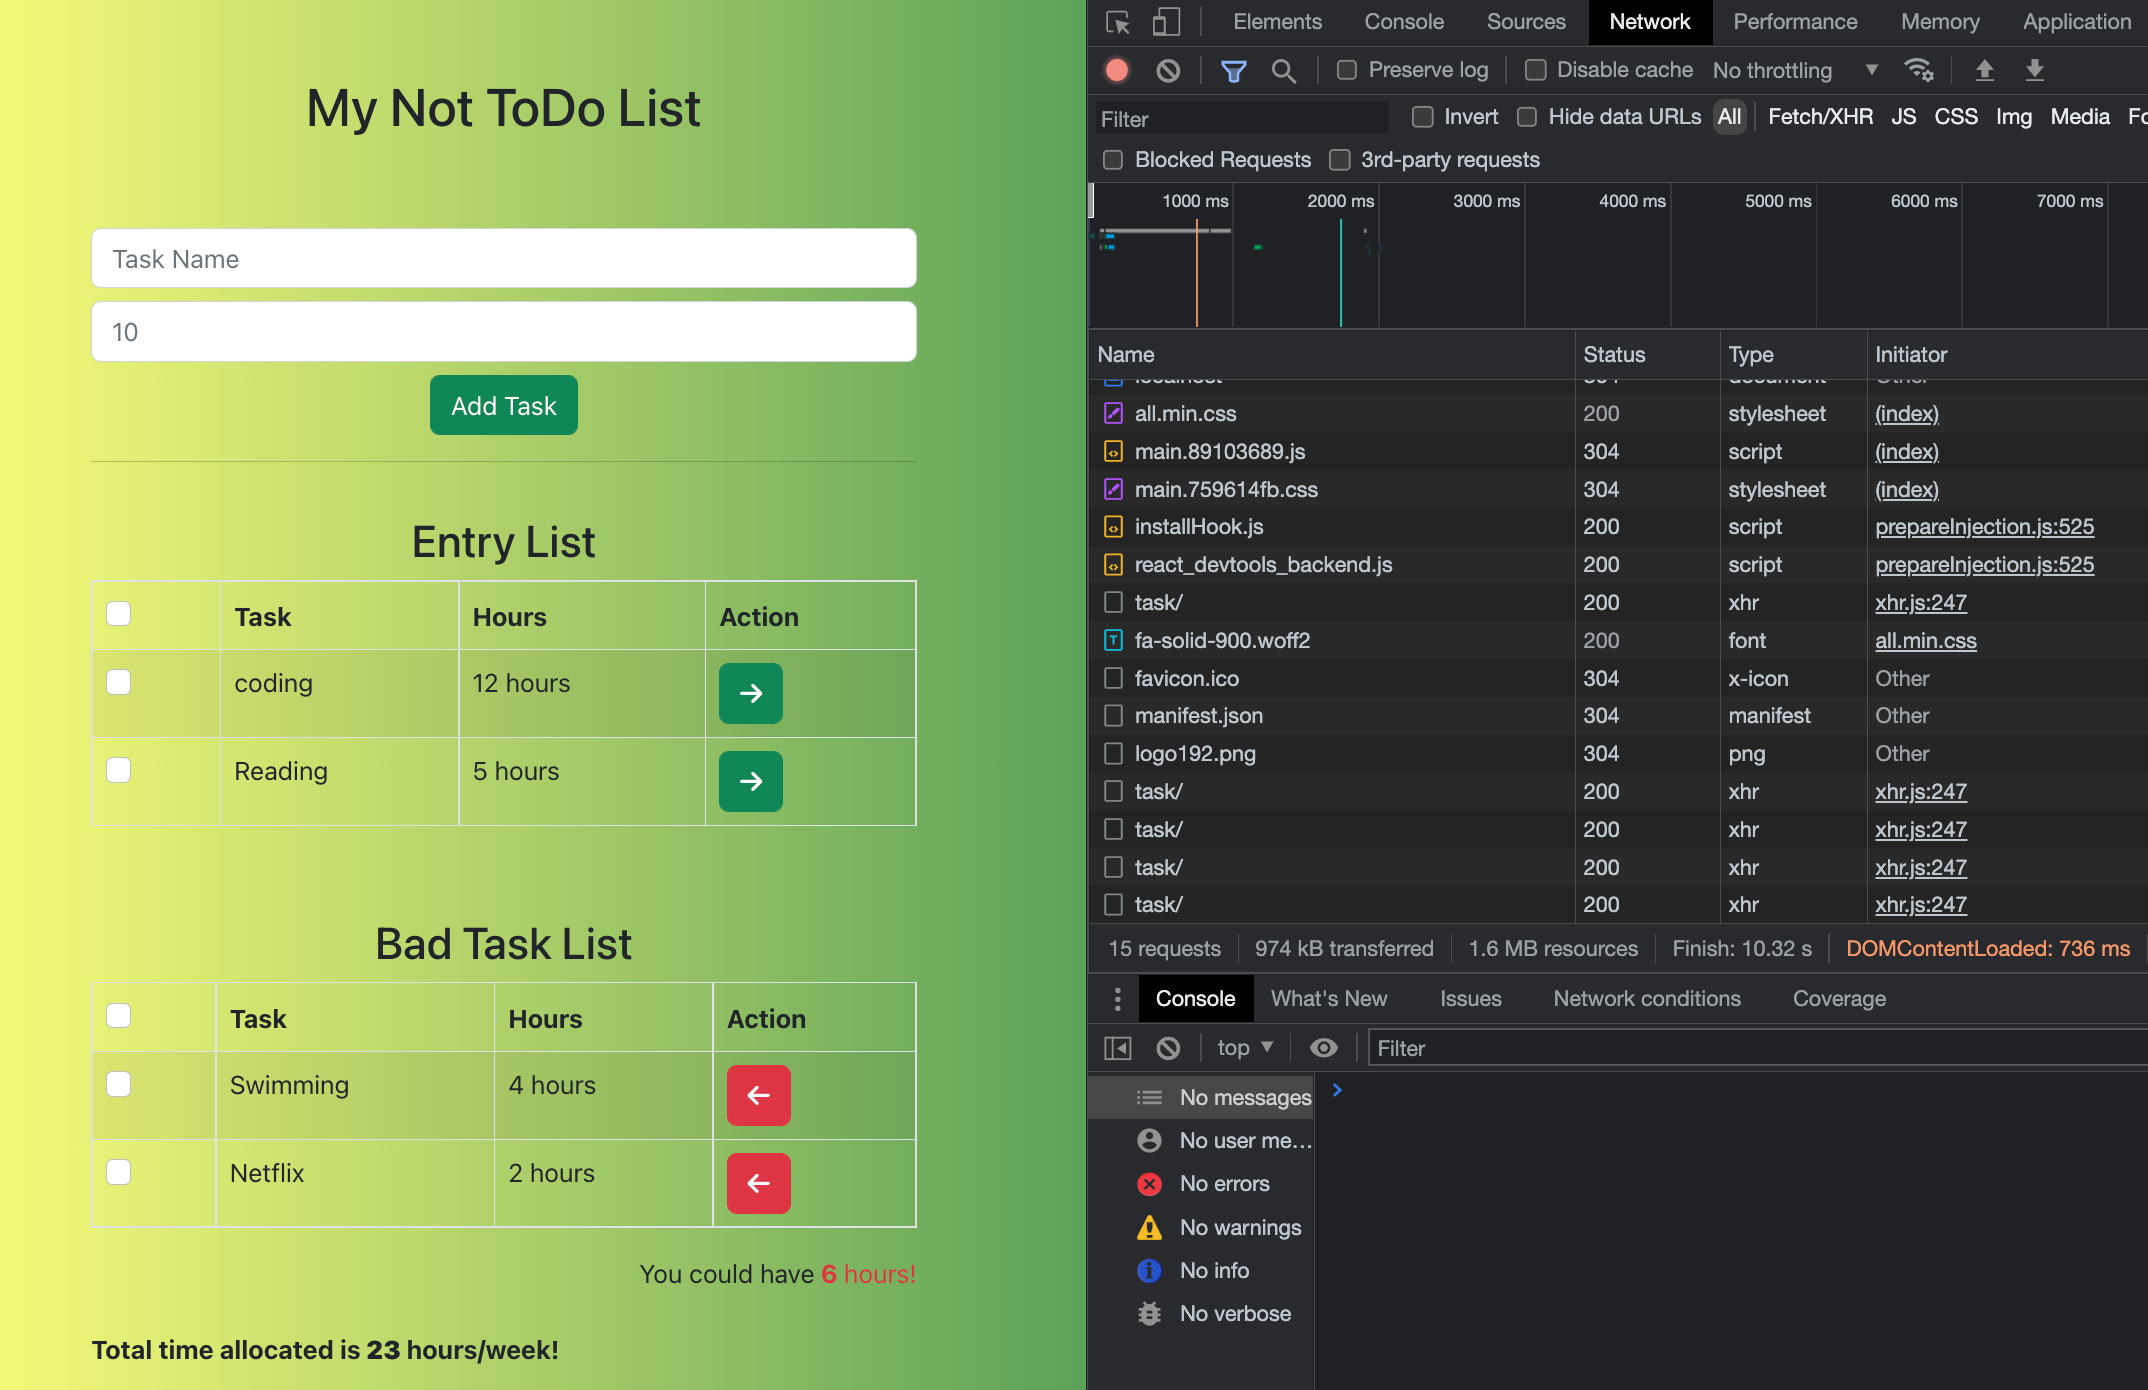 My Not ToDo List
Task Name
10
Add Task
Entry List
Task Hours Action
coding 12 hours
Reading 5 hours
Bad Task List
Task Hours Action
Swimming 4 hours
Netflix 2 hours
You could have 6 hours!
Total time allocated is 23 hours/week!
Elements Console Sources Network Performance Memory Application
Preserve log Disable cache No throttling
Filter Invert Hide data URLs All Fetch/XHR JS CSS Img Media
Blocked Requests 3rd-party requests
1000 ms 2000 ms 3000 ms 4000 ms 5000 ms 6000 ms 7000 ms
Name Status Type Initiator
all.min.css 200 stylesheet (index)
main.89103689.js 304 script (index)
main.759614fb.css 304 stylesheet (index)
installHook.js 200 script prepareInjection.js:525
react_devtools_backend.js 200 script prepareInjection.js:525
task/ 200 xhr xhr.js:247
fa-solid-900.woff2 200 font all.min.css
favicon.ico 304 x-icon Other
manifest.json 304 manifest Other
logo192.png 304 png Other
task/ 200 xhr xhr.js:247
task/ 200 xhr xhr.js:247
task/ 200 xhr xhr.js:247
task/ 200 xhr xhr.js:247
15 requests 974 kB transferred 1.6 MB resources Finish: 10.32 s DOMContentLoaded: 736 ms
Console What's New Issues Network conditions Coverage
top Filter
No messages
No user me...
No errors
No warnings
No info
No verbose